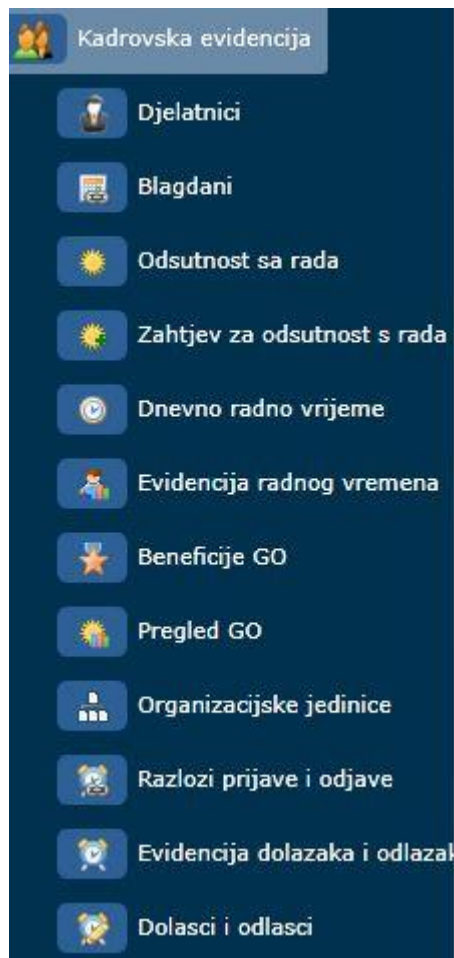 Kadrovska evidencija
Djelatnici
Blagdani
Odsutnost sa rada
Zahtjev za odsutnost s rada
Dnevno radno vrijeme
Evidencija radnog vremena
Beneficije GO
Pregled GO
Organizacijske jedinice
Razlozi prijave i odjave
Evidencija dolazaka i odlazak
Dolasci i odlasci